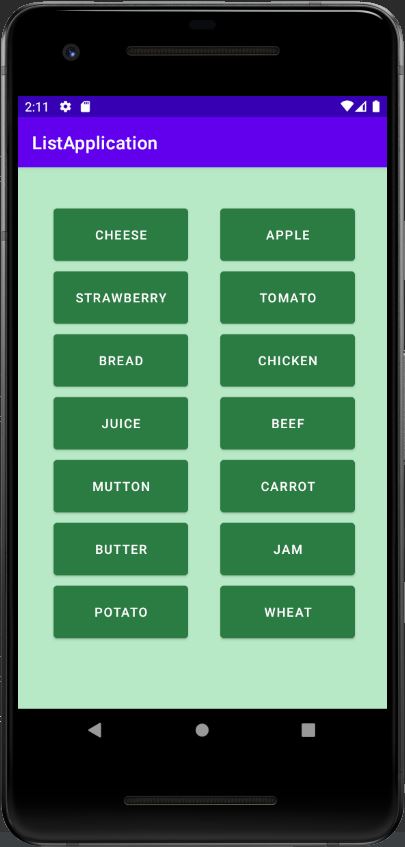 2:11
ListApplication
CHEESE APPLE
STRAWBERRY TOMATO
BREAD CHICKEN
JUICE BEEF
MUTTON CARROT
BUTTER JAM
POTATO WHEAT